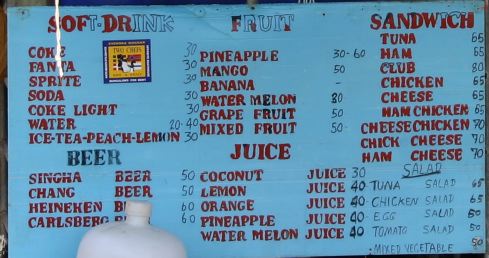 SOFT-DRINK
COKE 30
FANTA 30
SPRITE 30
SODA 30
COKE LIGHT 30
WATER 20-40
ICE-TEA-PEACH-LEMON 30
BEER
SINGHA BEER 50
CHANG BEER 50
HEINEKEN 60
CARLSBERG 60
TWO CHEFS
FRUIT
PINEAPPLE 30-60
MANGO 50
BANANA -
WATER MELON 80
GRAPE FRUIT 50
MIXED FRUIT 50-
JUICE
COCONUT JUICE 30
LEMON JUICE 40
ORANGE JUICE 40
PINEAPPLE JUICE 40
WATER MELON JUICE 40
SANDWICH
TUNA 65
HAM 65
CLUB 80
CHICKEN 65
CHEESE 65
HAM CHICKEN 65
CHEESE CHICKEN 70
CHICK CHEESE 70
HAM CHEESE 70
SALAD
-TUNA SALAD 65
-CHICKEN SALAD 65
-EGG SALAD 50
TOMATO SALAD 50
-MIXED VEGETABLE 50